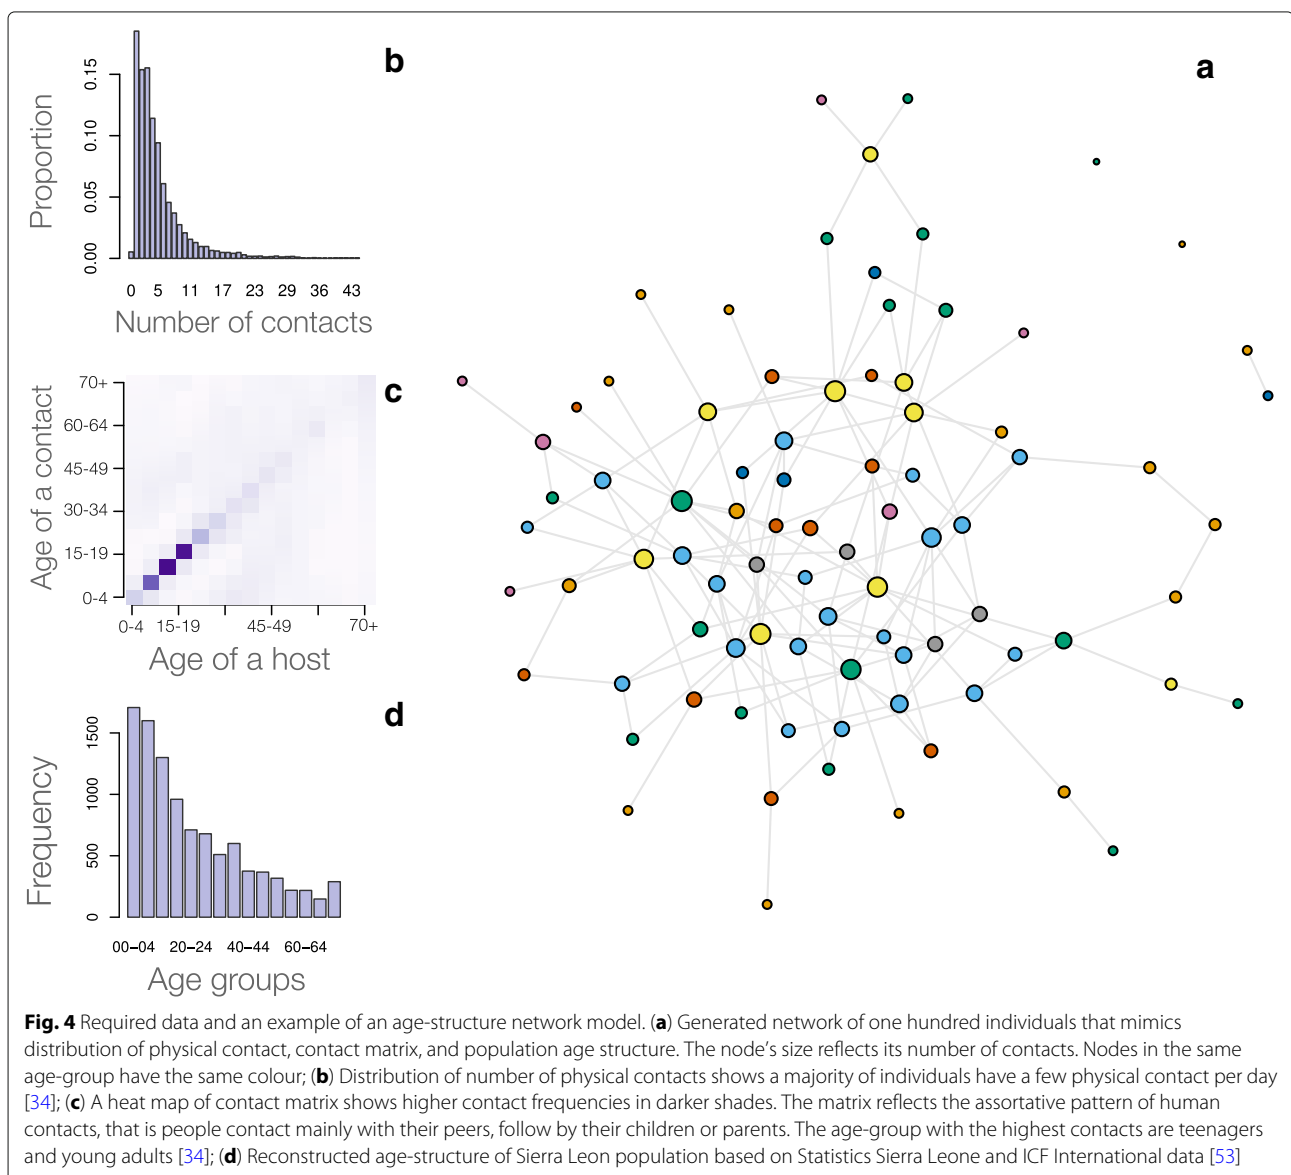 b
a
Proportion
0.15
0.10
0.05
0.00
0 5 11 17 23 29 36 43
Number of contacts
c
Age of a contact
70+
60-64
45-49
30-34
15-19
0-4
0-4 15-19 45-49 70+
Age of a host
d
Frequency
1500
1000
500
0
00–04 20–24 40–44 60–64
Age groups
Fig. 4 Required data and an example of an age-structure network model. (a) Generated network of one hundred individuals that mimics
distribution of physical contact, contact matrix, and population age structure. The node's size reflects its number of contacts. Nodes in the same
age-group have the same colour; (b) Distribution of number of physical contacts shows a majority of individuals have a few physical contact per day
[34]; (c) A heat map of contact matrix shows higher contact frequencies in darker shades. The matrix reflects the assortative pattern of human
contacts, that is people contact mainly with their peers, follow by their children or parents. The age-group with the highest contacts are teenagers
and young adults [34]; (d) Reconstructed age-structure of Sierra Leon population based on Statistics Sierra Leone and ICF International data [53]